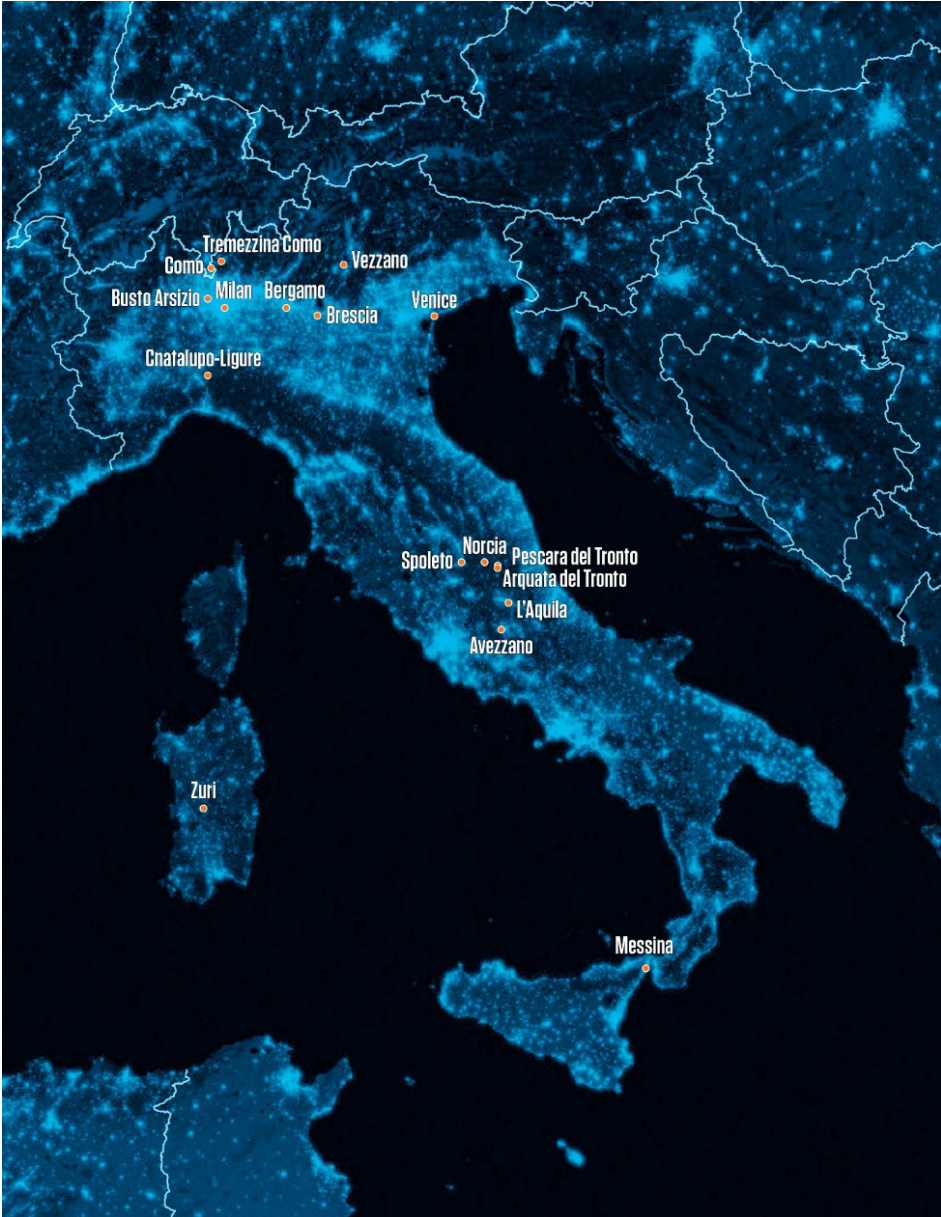 Tremezzina Como
Como
Vezzano
Busto Arsizio
Milan
Bergamo
Brescia
Venice
Cnatalupo-Ligure
Spoleto
Norcia
Pescara del Tronto
Arquata del Tronto
L'Aquila
Avezzano
Zuri
Messina